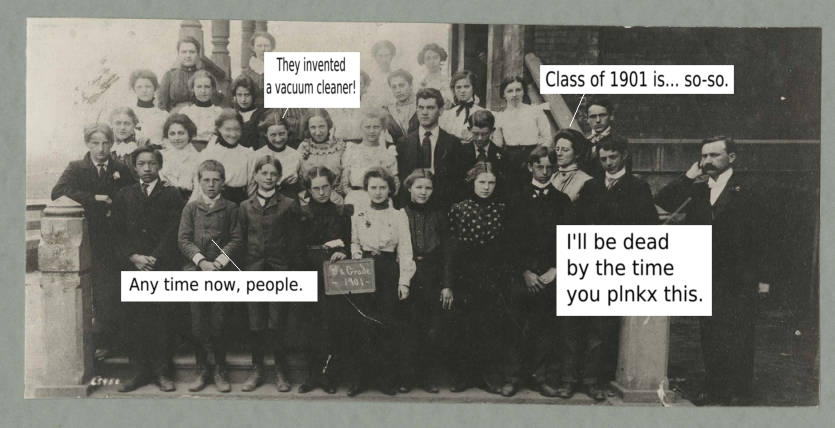 They invented
a vacuum cleaner!
Class of 1901 is... so-so.
I'll be dead
by the time
you plnkx this.
Any time now, people.
8th Grade
- 1901 -